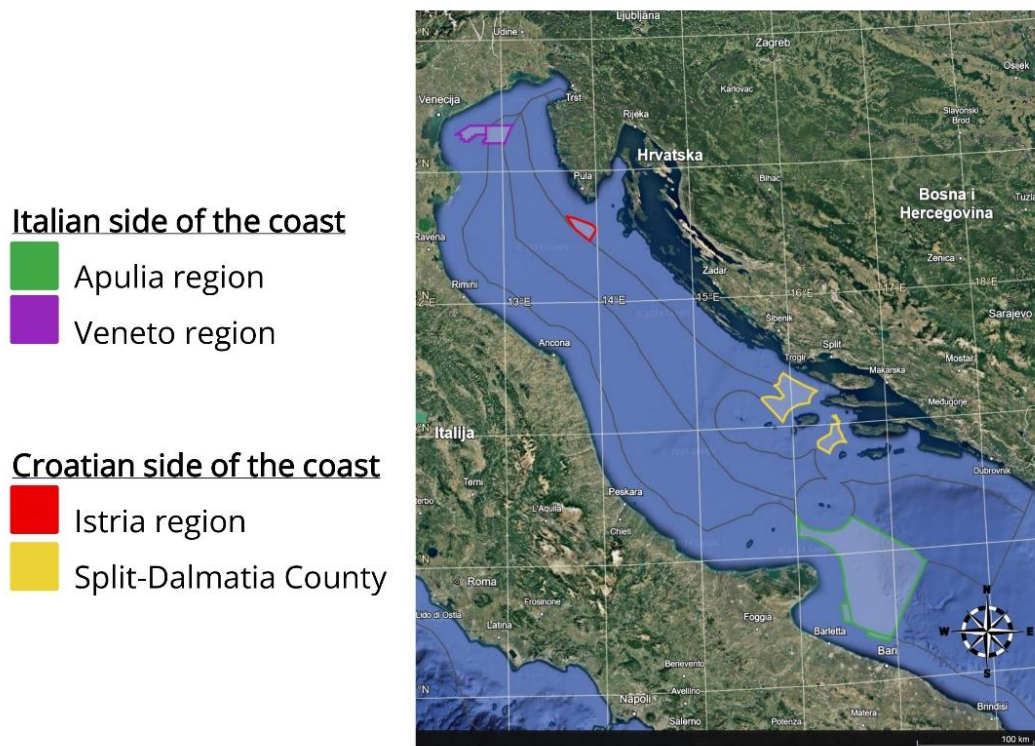 Italian side of the coast
Apulia region
Veneto region
Croatian side of the coast
Istria region
Split-Dalmatia County
Ljubljana
Udine
Zagreb
Osijek
Venecija
Trst
Karlovac
Rijeka
Slavonski
Brod
Hrvatska
Pula
Bihac
Bosna i
Hercegovina
Tuzla
Ravena
Zenica
Zadar
Rimini
13°E
14°E
15°E
16°E
17°E
18°E
Sarajevo
Šibenik
Ancona
Trogir
Split
Mostar
Makarska
Međugorje
Italija
Dubrovnik
Terni
Peskara
L'Aquila
Chieti
Roma
Frosinone
Lido di Ostia
Latina
Foggia
Barletta
Bari
N
W
E
S
Benevento
Napoli
Avellino
Matera
Brindisi
Salerno
Potenza
100 km